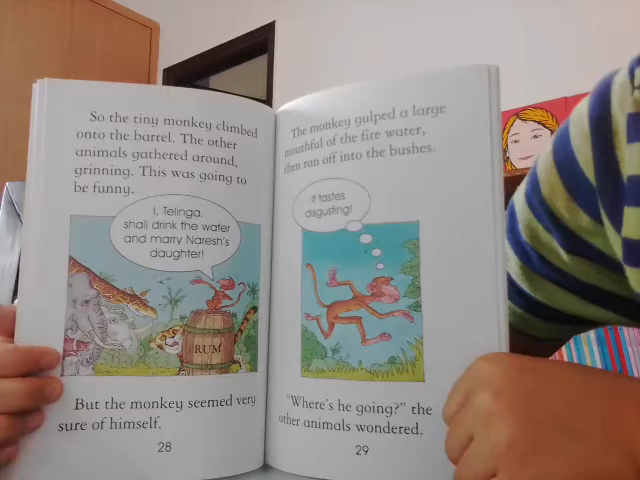 So the tiny monkey climbed
onto the barrel. The other
animals gathered around,
grinning. This was going to
be funny.
I, Telinga,
shall drink the water
and marry Naresh's
daughter!
RUM
But the monkey seemed very
sure of himself.
28
The monkey gulped a large
mouthful of the fire water,
then ran off into the bushes.
It tastes
disgusting!
"Where's he going?" the
other animals wondered.
29